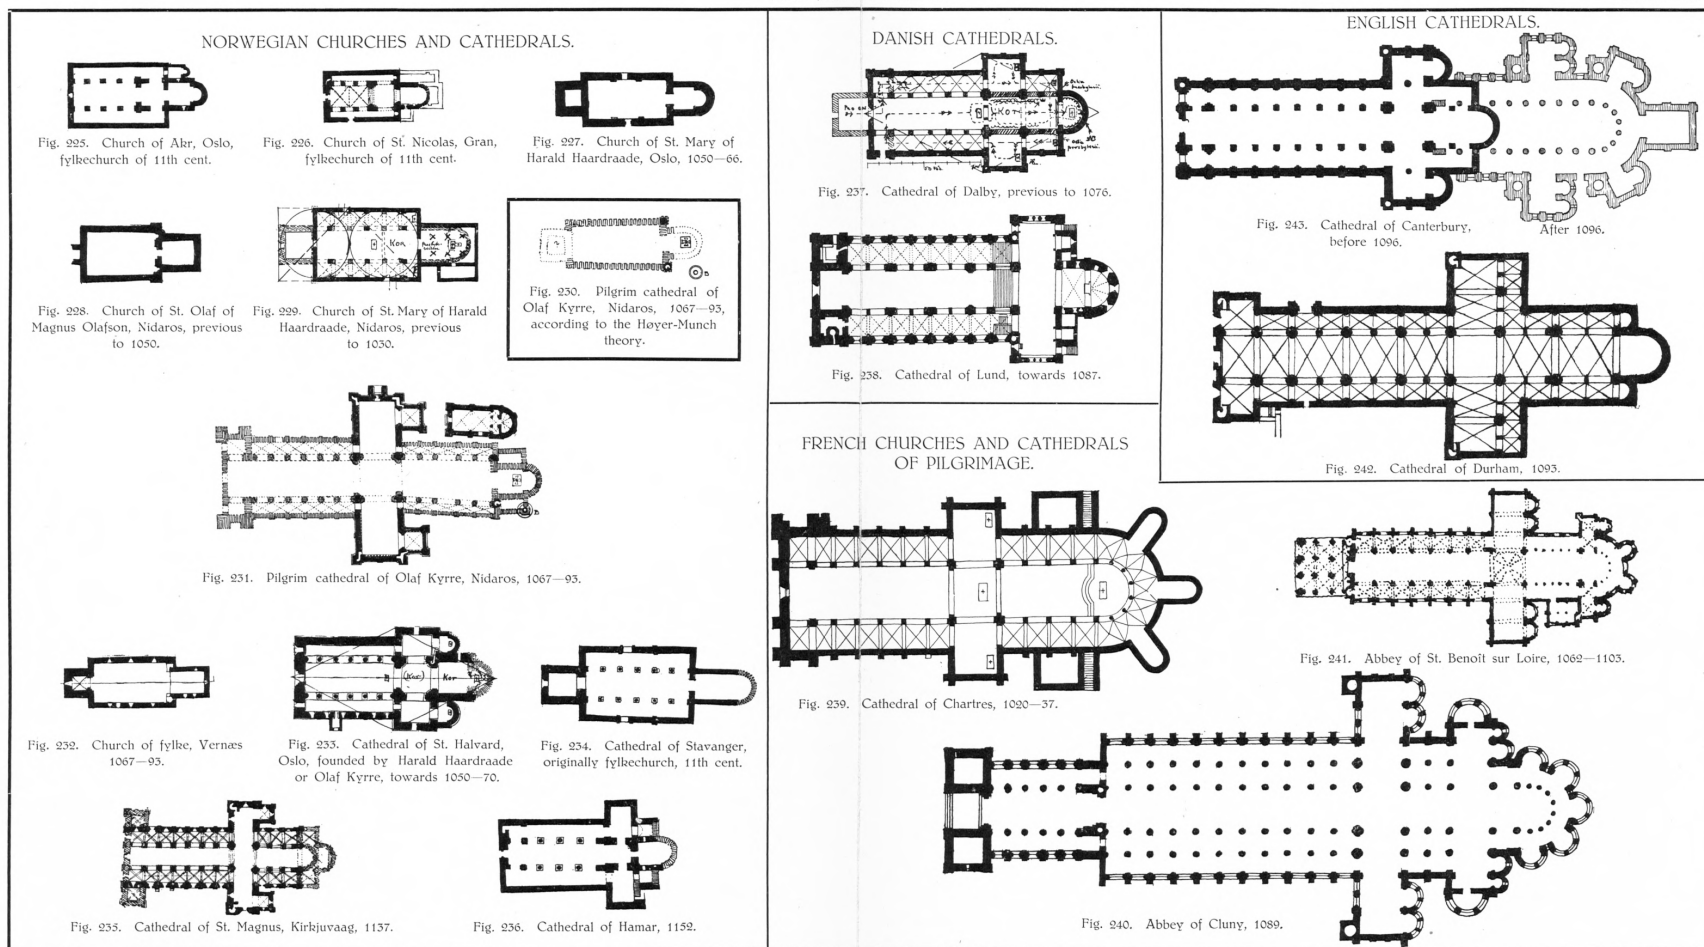 NORWEGIAN CHURCHES AND CATHEDRALS.
Fig. 225. Church of Akr, Oslo,
fylkechurch of 11th cent.
Fig. 226. Church of St. Nicolas, Gran,
fylkechurch of 11th cent.
Fig. 227. Church of St. Mary of
Harald Haardraade, Oslo, 1050—66.
Fig. 228. Church of St. Olaf of
Magnus Olafson, Nidaros, previous
to 1050.
Kor
Fig. 229. Church of St. Mary of Harald
Haardraade, Nidaros, previous
to 1030.
Fig. 230. Pilgrim cathedral of
Olaf Kyrre, Nidaros, 1067—93,
according to the Høyer-Munch
theory.
Fig. 231. Pilgrim cathedral of Olaf Kyrre, Nidaros, 1067—93.
Fig. 232. Church of fylke, Vernæs
1067—93.
(Kor)
Kor
Fig. 233. Cathedral of St. Halvard,
Oslo, founded by Harald Haardraade
or Olaf Kyrre, towards 1050—70.
Fig. 234. Cathedral of Stavanger,
originally fylkechurch, 11th cent.
Fig. 235. Cathedral of St. Magnus, Kirkjuvaag, 1137.
Fig. 236. Cathedral of Hamar, 1152.
DANISH CATHEDRALS.
KOR
Fig. 237. Cathedral of Dalby, previous to 1076.
Fig. 238. Cathedral of Lund, towards 1087.
ENGLISH CATHEDRALS.
Fig. 243. Cathedral of Canterbury,
before 1096.
After 1096.
Fig. 242. Cathedral of Durham, 1093.
FRENCH CHURCHES AND CATHEDRALS
OF PILGRIMAGE.
Fig. 239. Cathedral of Chartres, 1020—37.
Fig. 241. Abbey of St. Benoît sur Loire, 1062—1103.
Fig. 240. Abbey of Cluny, 1089.